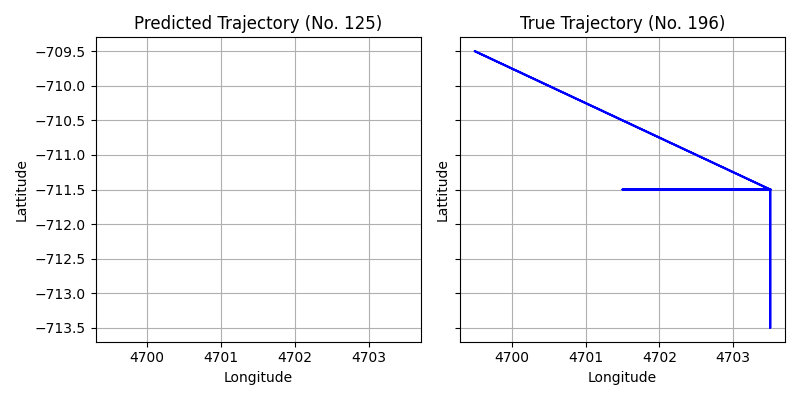 Predicted Trajectory (No. 125)
True Trajectory (No. 196)
−709.5
−710.0
−710.5
−711.0
−711.5
−712.0
−712.5
−713.0
−713.5
Lattitude
Lattitude
4700 4701 4702 4703
4700 4701 4702 4703
Longitude
Longitude